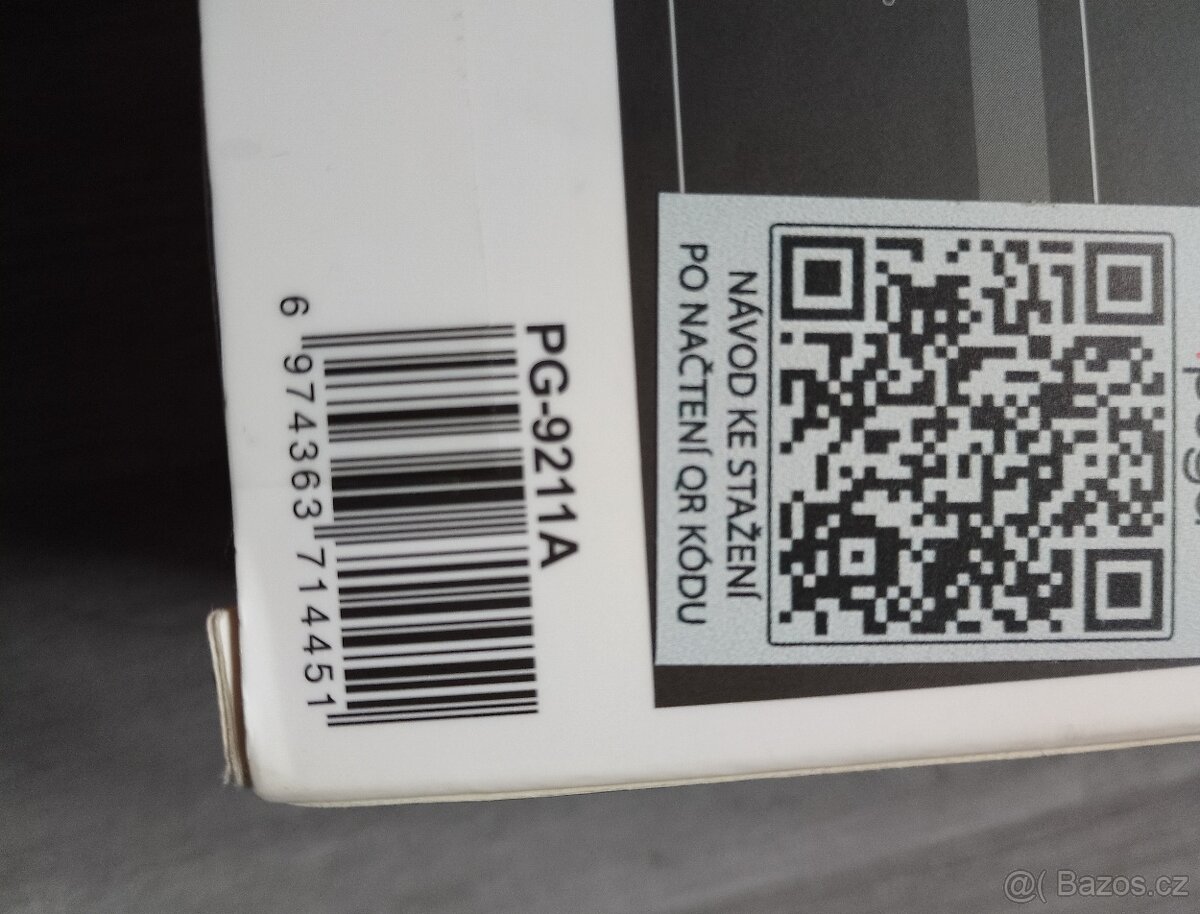 PG-9211A
6 974363 714451
NÁVOD KE STAŽENÍ
PO NAČTENÍ QR KÓDU
@( Bazos.cz